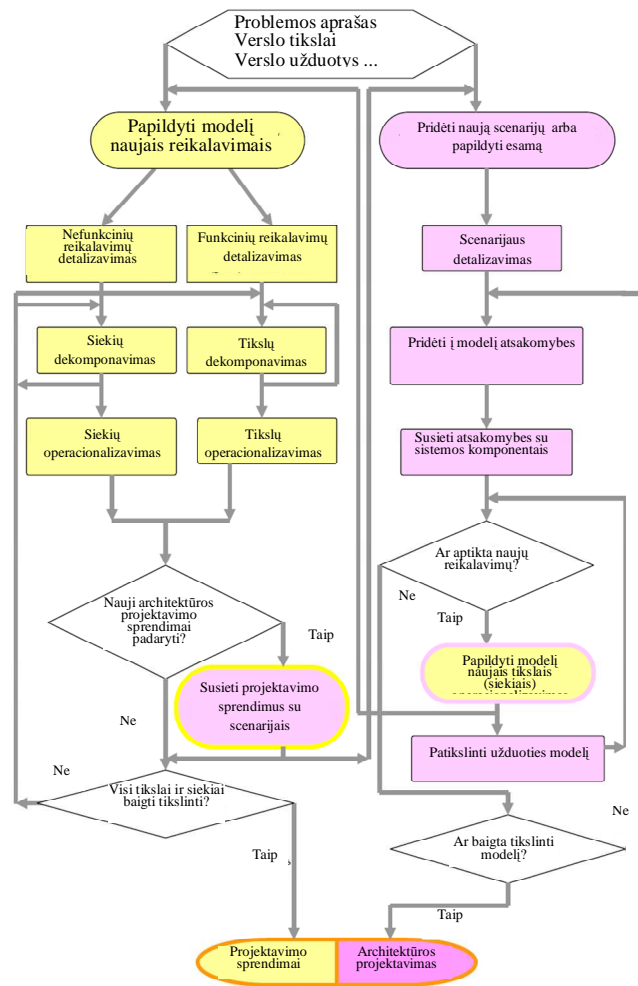 Problemos aprašas
Verslo tikslai
Verslo užduotys ...
Papildyti modelį
naujais reikalavimais
Pridėti naują scenarijų arba
papildyti esamą
Nefunkcinių
reikalavimų
detalizavimas
Funkcinių reikalavimų
detalizavimas
Scenarijaus
detalizavimas
Siekių
dekomponavimas
Tikslų
dekomponavimas
Pridėti į modelį atsakomybes
Siekių
operacionalizavimas
Tikslų
operacionalizavimas
Susieti atsakomybes su
sistemos komponentais
Ar aptikta naujų
reikalavimų?
Ne
Taip
Nauji architektūros
projektavimo
sprendimai
padaryti?
Taip
Papildyti modelį
naujais tikslais
(siekiais)
Susieti projektavimo
sprendimus su
scenarijais
Ne
Patikslinti užduoties modelį
Ne
Visi tikslai ir siekiai
baigti tikslinti?
Ne
Taip
Ar baigta tikslinti
modelį?
Taip
Projektavimo
sprendimai
Architektūros
projektavimas